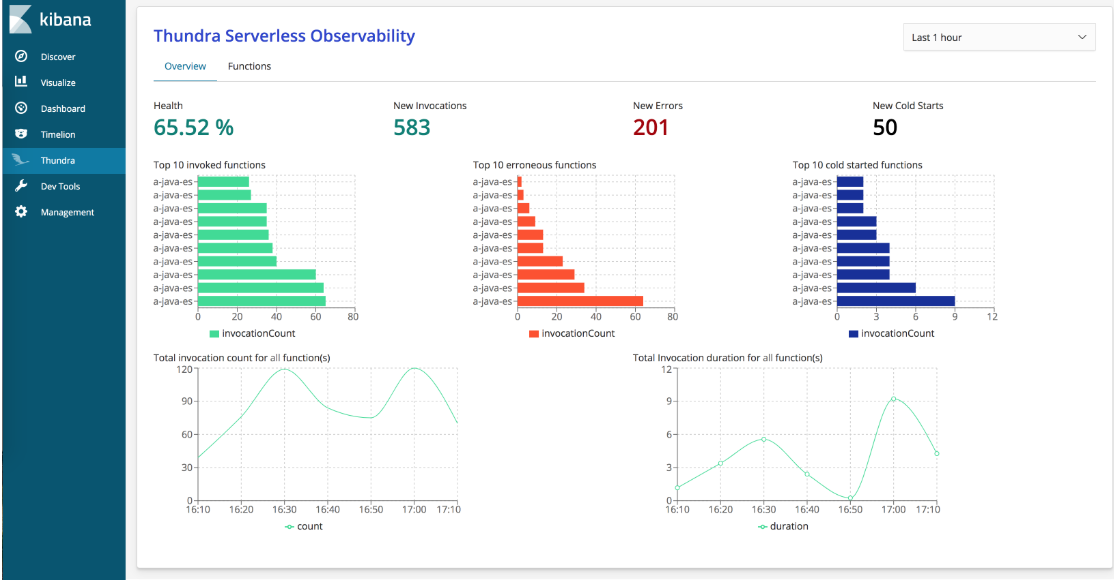 kibana
Discover
Visualize
Dashboard
Timelion
Thundra
Dev Tools
Management
Thundra Serverless Observability
Last 1 hour
Overview Functions
Health New Invocations New Errors New Cold Starts
65.52 % 583 201 50
Top 10 invoked functions
a-java-es
a-java-es
a-java-es
a-java-es
a-java-es
a-java-es
a-java-es
a-java-es
a-java-es
a-java-es
0 20 40 60 80
invocationCount
Top 10 erroneous functions
a-java-es
a-java-es
a-java-es
a-java-es
a-java-es
a-java-es
a-java-es
a-java-es
a-java-es
a-java-es
0 20 40 60 80
invocationCount
Top 10 cold started functions
a-java-es
a-java-es
a-java-es
a-java-es
a-java-es
a-java-es
a-java-es
a-java-es
a-java-es
a-java-es
0 3 6 9 12
invocationCount
Total invocation count for all function(s)
120
90
60
30
0
16:10 16:20 16:30 16:40 16:50 17:00 17:10
count
Total Invocation duration for all function(s)
12
9
6
3
0
16:10 16:20 16:30 16:40 16:50 17:00 17:10
duration